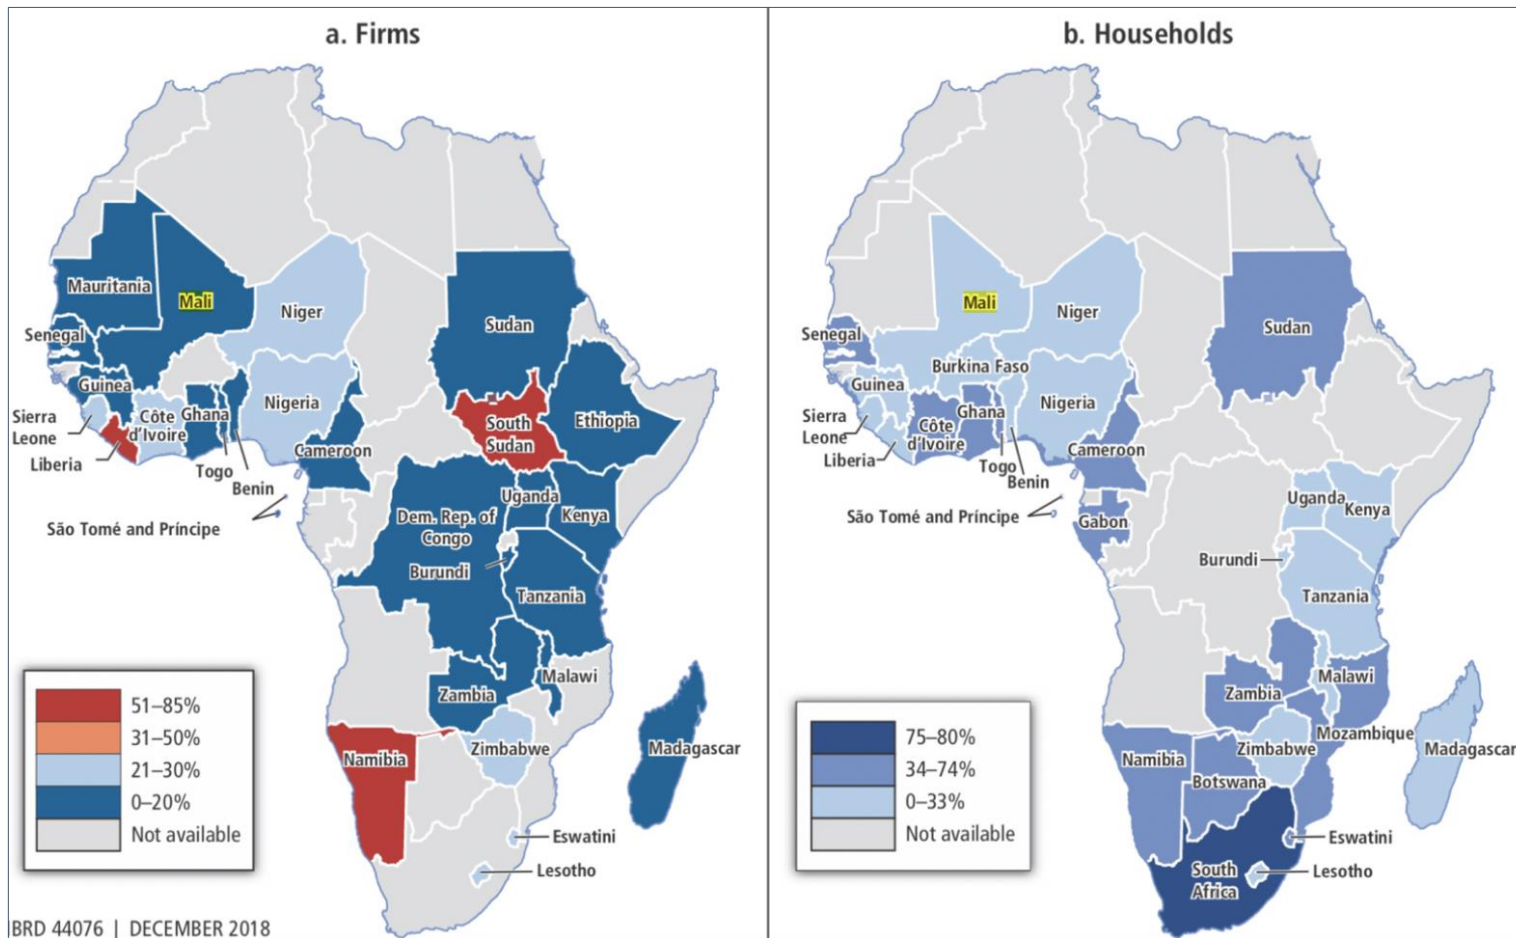 a. Firms
Mauritania
Mali
Niger
Sudan
Senegal
Guinea
Sierra
Leone
Côte
d'Ivoire
Ghana
Nigeria
South
Sudan
Ethiopia
Liberia
Togo
Benin
Cameroon
São Tomé and Príncipe
Uganda
Kenya
Dem. Rep. of
Congo
Burundi
Tanzania
Malawi
Zambia
Namibia
Zimbabwe
Madagascar
Eswatini
Lesotho
51–85%
31–50%
21–30%
0–20%
Not available
IBRD 44076 | DECEMBER 2018
b. Households
Mali
Niger
Sudan
Senegal
Burkina Faso
Guinea
Sierra
Leone
Côte
d'Ivoire
Ghana
Nigeria
Liberia
Togo
Benin
Cameroon
São Tomé and Príncipe
Gabon
Uganda
Kenya
Burundi
Tanzania
Malawi
Zambia
Mozambique
Namibia
Zimbabwe
Botswana
Madagascar
Eswatini
South
Africa
Lesotho
75–80%
34–74%
0–33%
Not available